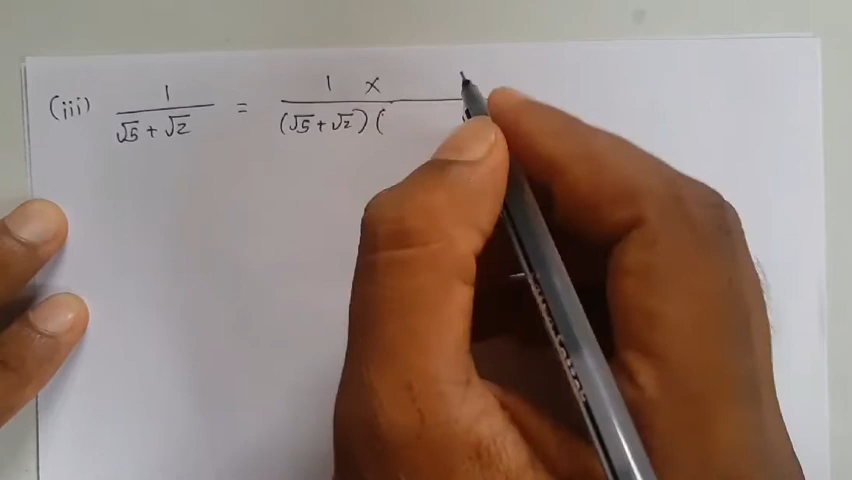 (iii) 1/(√5 + √2) = 1 ×/(√5 + √2) (